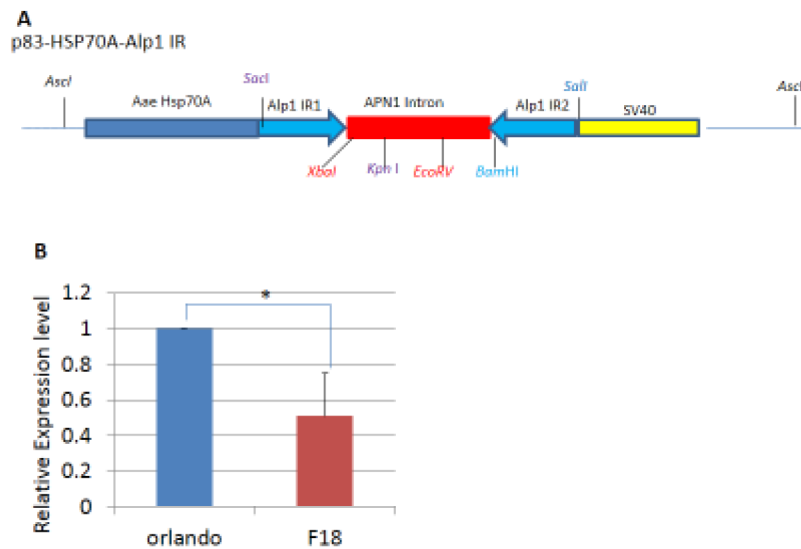 A
p83-HSP70A-Alp1 IR
AscI SacI SalI AscI
Aae Hsp70A Alp1 IR1 APN1 Intron Alp1 IR2 SV40
XbaI Kpn I EcoRV BamHI
B
*
Relative Expression level
1.2
1
0.8
0.6
0.4
0.2
0
orlando F18